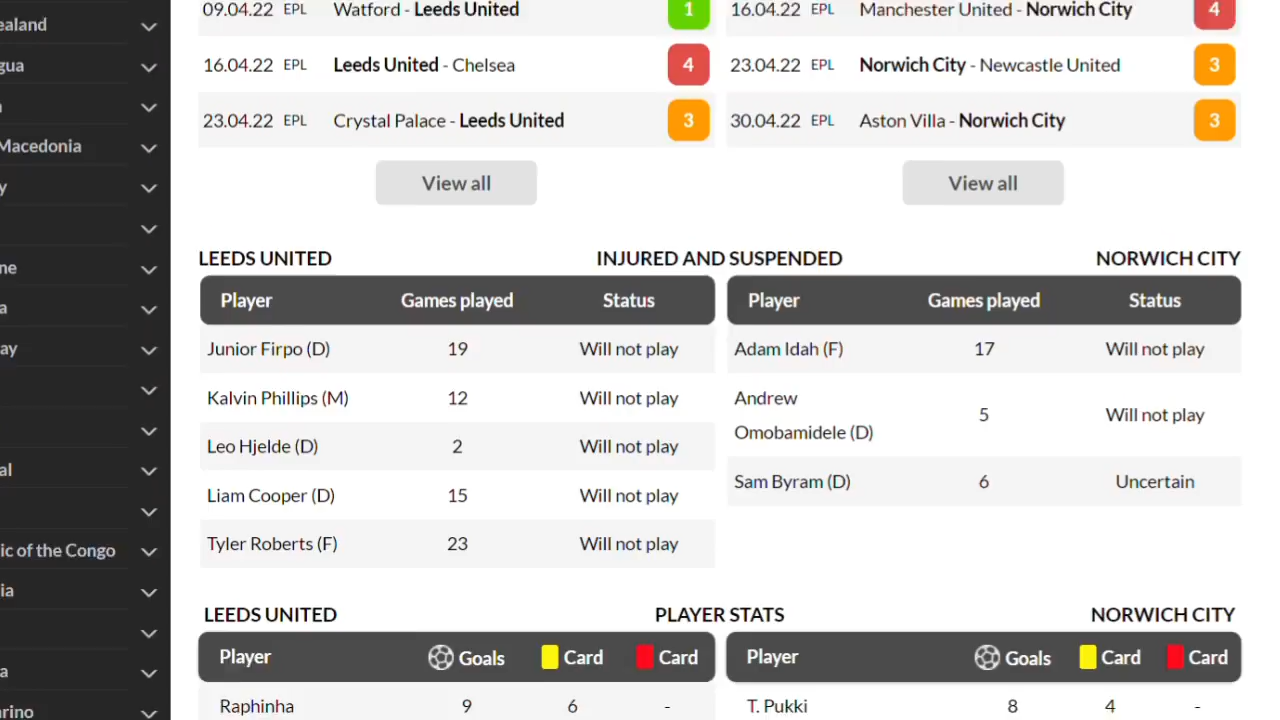 ealand
gua
Macedonia
y
ne
a
ay
al
ic of the Congo
ia
a
arino
09.04.22 EPL Watford - Leeds United 1
16.04.22 EPL Leeds United - Chelsea 4
23.04.22 EPL Crystal Palace - Leeds United 3
View all
16.04.22 EPL Manchester United - Norwich City 4
23.04.22 EPL Norwich City - Newcastle United 3
30.04.22 EPL Aston Villa - Norwich City 3
View all
LEEDS UNITED INJURED AND SUSPENDED NORWICH CITY
Player Games played Status
Junior Firpo (D) 19 Will not play
Kalvin Phillips (M) 12 Will not play
Leo Hjelde (D) 2 Will not play
Liam Cooper (D) 15 Will not play
Tyler Roberts (F) 23 Will not play
Player Games played Status
Adam Idah (F) 17 Will not play
Andrew
Omobamidele (D) 5 Will not play
Sam Byram (D) 6 Uncertain
LEEDS UNITED PLAYER STATS NORWICH CITY
Player Goals Card Card
Raphinha 9 6 -
Player Goals Card Card
T. Pukki 8 4 -